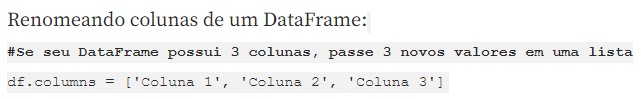 Renomeando colunas de um DataFrame:
#Se seu DataFrame possui 3 colunas, passe 3 novos valores em uma lista
df.columns = ['Coluna 1', 'Coluna 2', 'Coluna 3']